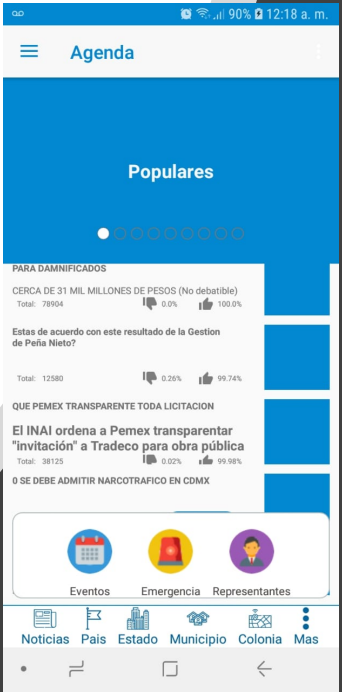 90% 12:18 a. m.
Agenda
Populares
PARA DAMNIFICADOS
CERCA DE 31 MIL MILLONES DE PESOS (No debatible)
Total: 78904 0.0% 100.0%
Estas de acuerdo con este resultado de la Gestion
de Peña Nieto?
Total: 12580 0.26% 99.74%
QUE PEMEX TRANSPARENTE TODA LICITACION
El INAI ordena a Pemex transparentar
"invitación" a Tradeco para obra pública
Total: 38125 0.02% 99.98%
0 SE DEBE ADMITIR NARCOTRAFICO EN CDMX
Eventos Emergencia Representantes
Noticias Pais Estado Municipio Colonia Mas